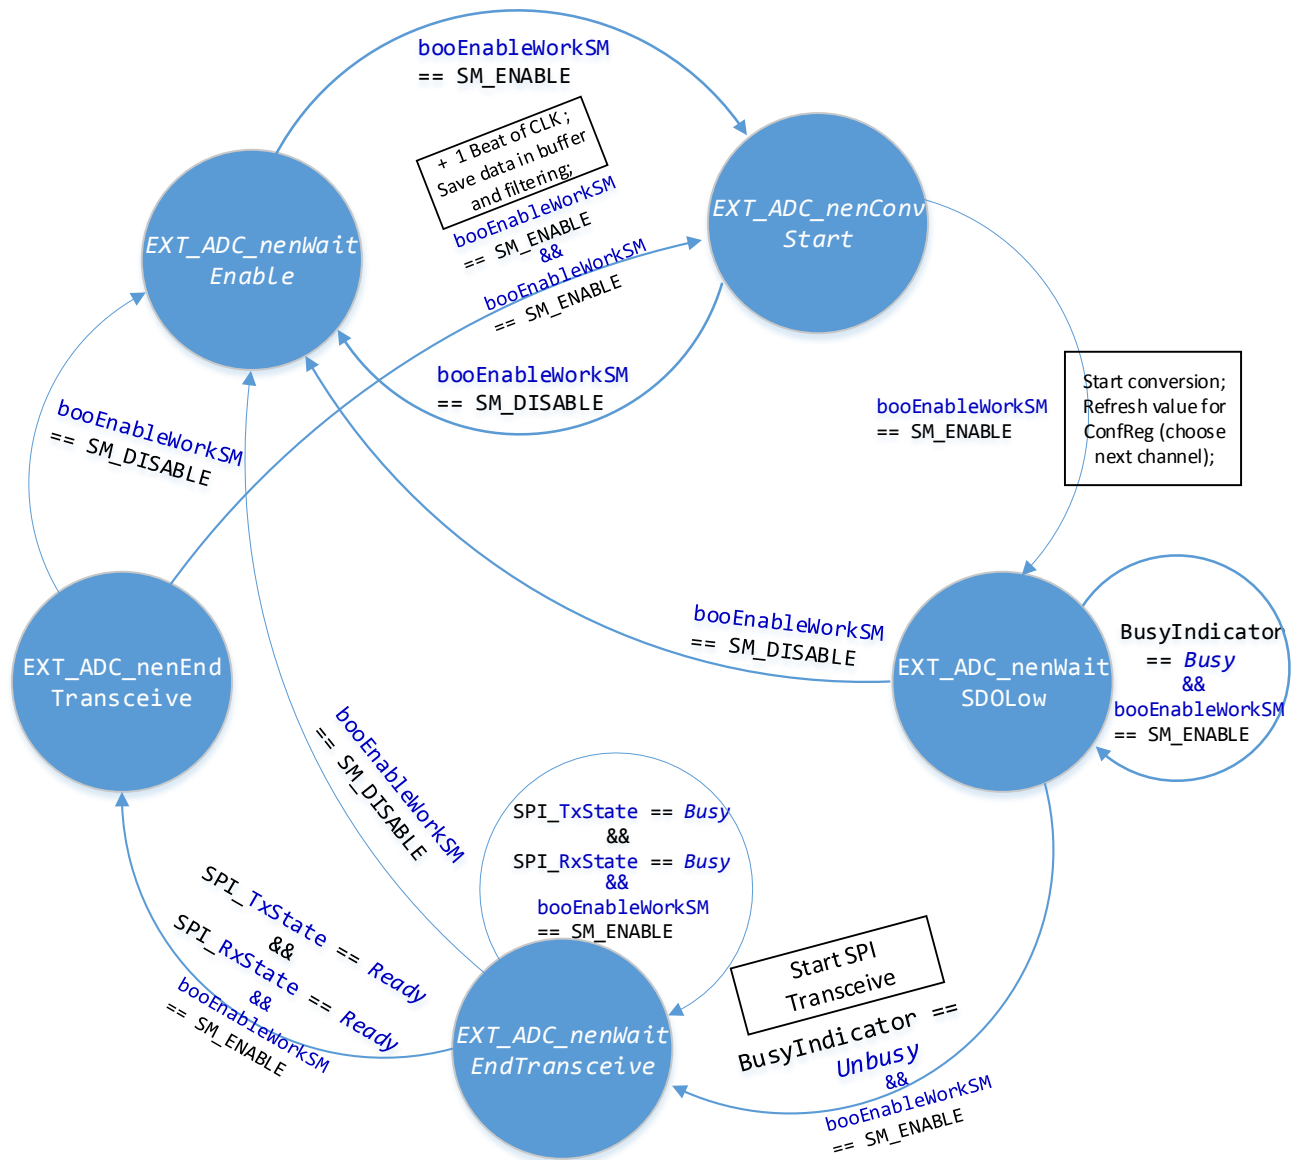 booEnableWorkSM
== SM_ENABLE
+ 1 Beat of CLK;
Save data in buffer
and filtering;
booEnableWorkSM
== SM_ENABLE
&&
booEnableWorkSM
== SM_ENABLE
EXT_ADC_nenWait
Enable
EXT_ADC_nenConv
Start
booEnableWorkSM
== SM_DISABLE
booEnableWorkSM
== SM_ENABLE
Start conversion;
Refresh value for
ConfReg (choose
next channel);
booEnableWorkSM
== SM_DISABLE
booEnableWorkSM
== SM_DISABLE
EXT_ADC_nenEnd
Transceive
EXT_ADC_nenWait
SDOLow
BusyIndicator
== Busy
&&
booEnableWorkSM
== SM_ENABLE
booEnableWorkSM
== SM_DISABLE
SPI_TxState == Busy
&&
SPI_RxState == Busy
&&
booEnableWorkSM
== SM_ENABLE
SPI_TxState == Ready
&&
SPI_RxState == Ready
&&
booEnableWorkSM
== SM_ENABLE
Start SPI
Transceive
BusyIndicator ==
Unbusy
&&
booEnableWorkSM
== SM_ENABLE
EXT_ADC_nenWait
EndTransceive